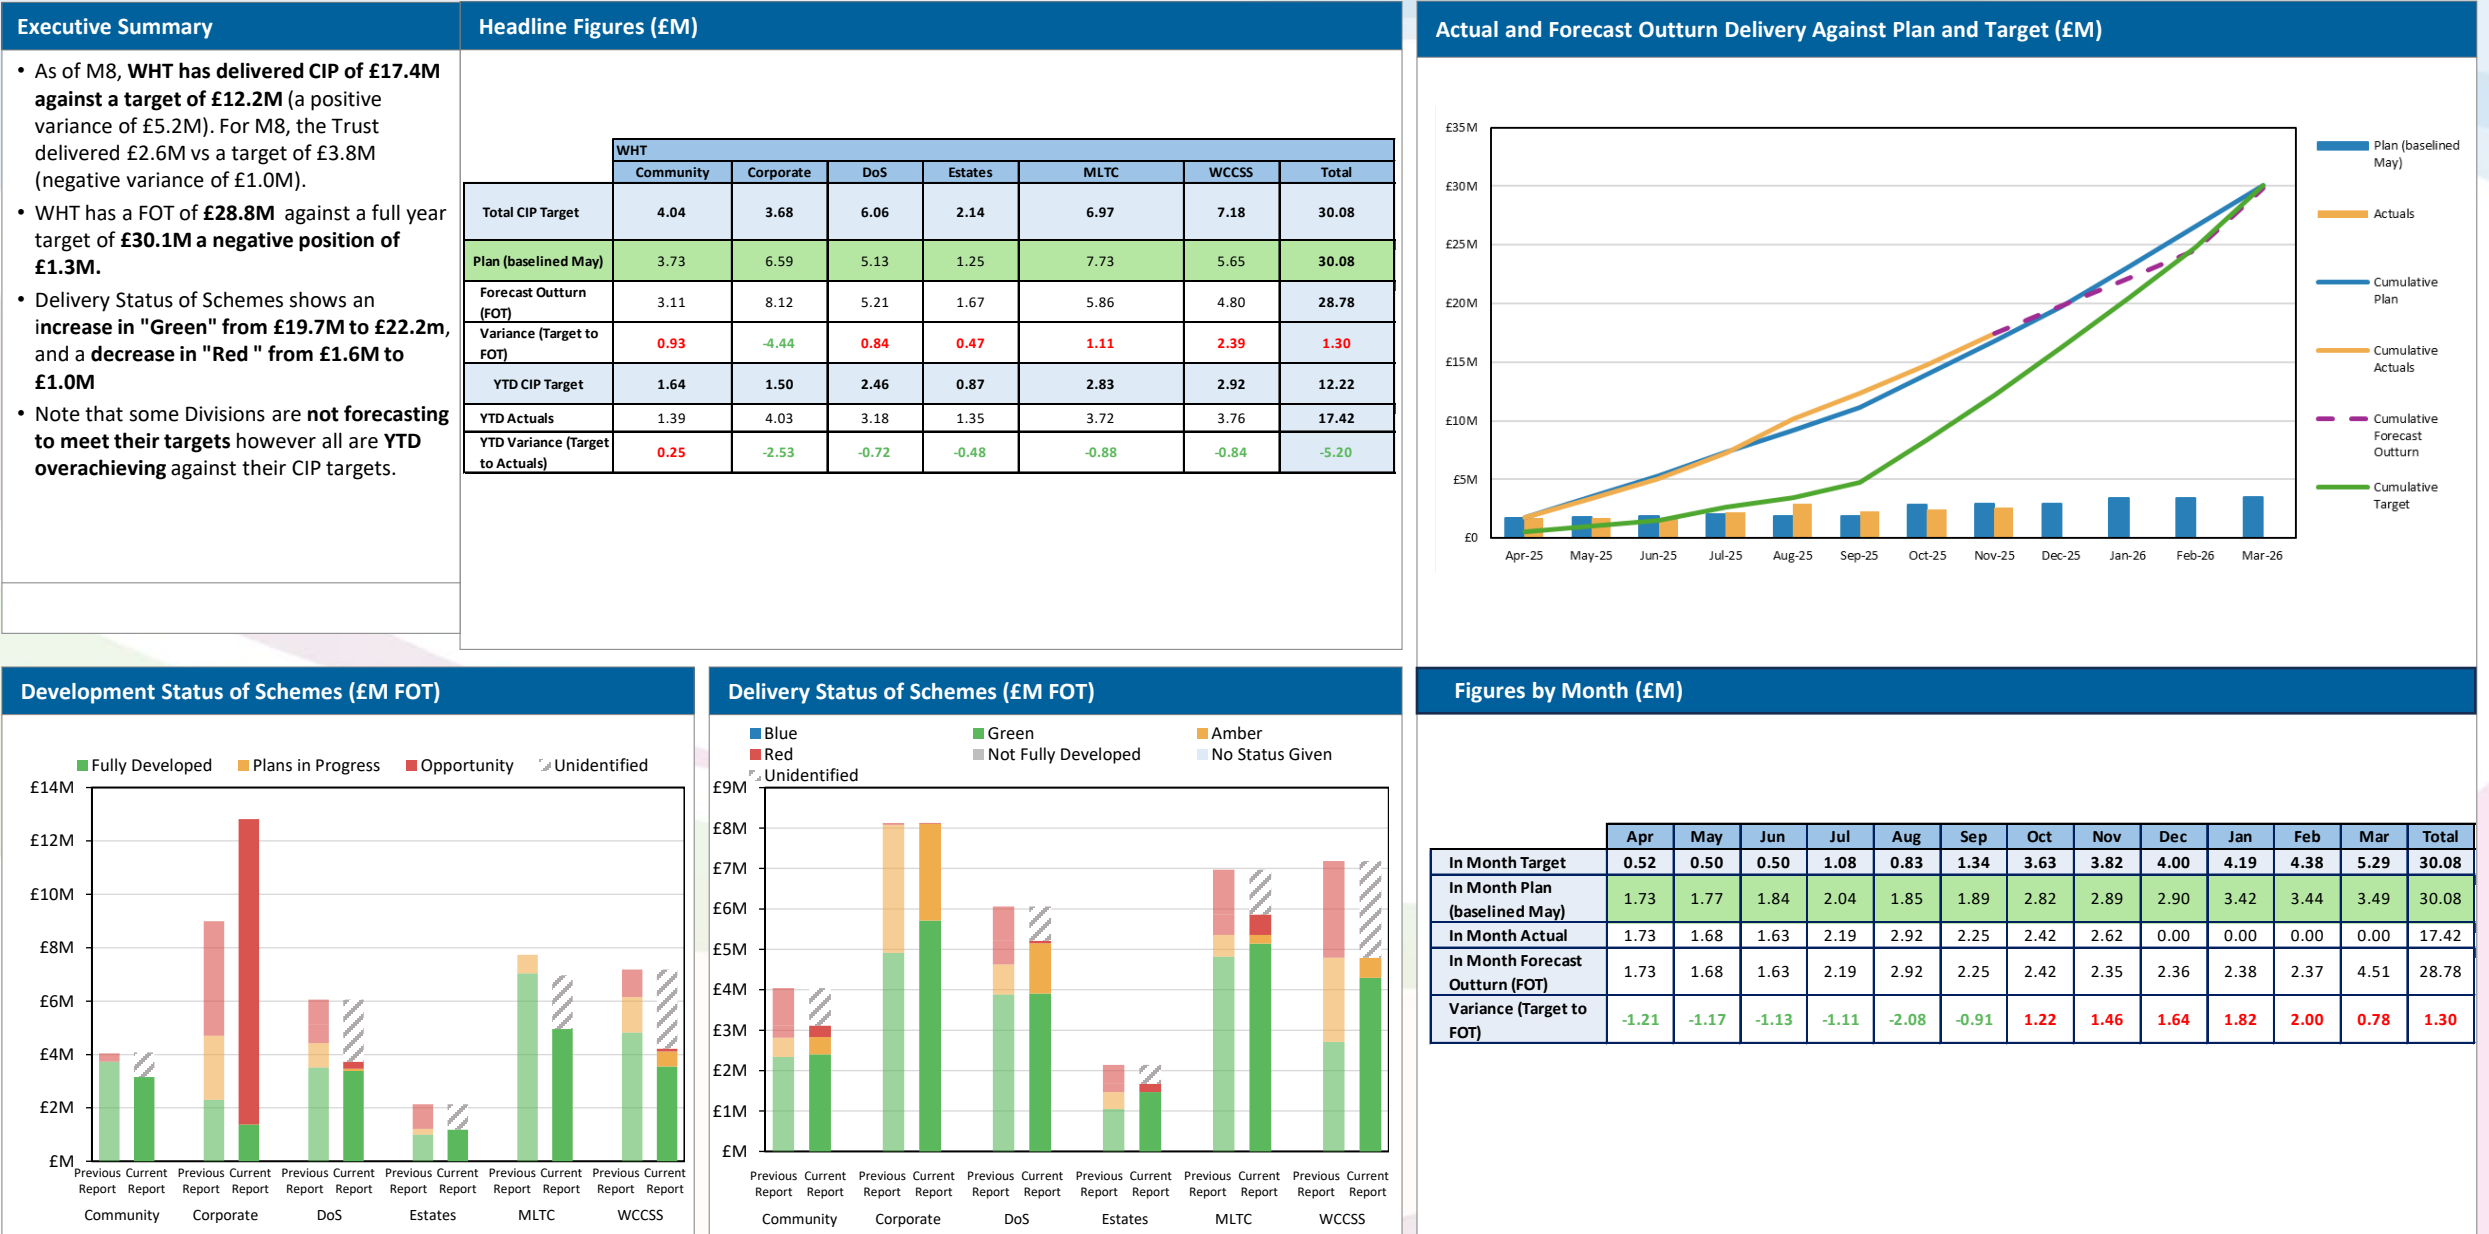 Executive Summary
• As of M8, WHT has delivered CIP of £17.4M
against a target of £12.2M (a positive
variance of £5.2M). For M8, the Trust
delivered £2.6M vs a target of £3.8M
(negative variance of £1.0M).
• WHT has a FOT of £28.8M against a full year
target of £30.1M a negative position of
£1.3M.
• Delivery Status of Schemes shows an
increase in "Green" from £19.7M to £22.2m,
and a decrease in "Red " from £1.6M to
£1.0M
• Note that some Divisions are not forecasting
to meet their targets however all are YTD
overachieving against their CIP targets.
Headline Figures (£M)
WHT
Community Corporate DoS Estates MLTC WCCSS Total
Total CIP Target 4.04 3.68 6.06 2.14 6.97 7.18 30.08
Plan (baselined May) 3.73 6.59 5.13 1.25 7.73 5.65 30.08
Forecast Outturn
(FOT) 3.11 8.12 5.21 1.67 5.86 4.80 28.78
Variance (Target to
FOT) 0.93 -4.44 0.84 0.47 1.11 2.39 1.30
YTD CIP Target 1.64 1.50 2.46 0.87 2.83 2.92 12.22
YTD Actuals 1.39 4.03 3.18 1.35 3.72 3.76 17.42
YTD Variance (Target
to Actuals) 0.25 -2.53 -0.72 -0.48 -0.88 -0.84 -5.20
Actual and Forecast Outturn Delivery Against Plan and Target (£M)
£35M
£30M
£25M
£20M
£15M
£10M
£5M
£0
Apr-25 May-25 Jun-25 Jul-25 Aug-25 Sep-25 Oct-25 Nov-25 Dec-25 Jan-26 Feb-26 Mar-26
Plan (baselined
May)
Actuals
Cumulative
Plan
Cumulative
Actuals
Cumulative
Forecast
Outturn
Cumulative
Target
Development Status of Schemes (£M FOT)
Fully Developed Plans in Progress Opportunity Unidentified
£14M
£12M
£10M
£8M
£6M
£4M
£2M
£M
Previous Current Previous Current Previous Current Previous Current Previous Current Previous Current
Report Report Report Report Report Report Report Report Report Report Report Report
Community Corporate DoS Estates MLTC WCCSS
Delivery Status of Schemes (£M FOT)
Blue Green Amber
Red Not Fully Developed No Status Given
Unidentified
£9M
£8M
£7M
£6M
£5M
£4M
£3M
£2M
£1M
£M
Previous Current Previous Current Previous Current Previous Current Previous Current Previous Current
Report Report Report Report Report Report Report Report Report Report Report Report
Community Corporate DoS Estates MLTC WCCSS
Figures by Month (£M)
Apr May Jun Jul Aug Sep Oct Nov Dec Jan Feb Mar Total
In Month Target 0.52 0.50 0.50 1.08 0.83 1.34 3.63 3.82 4.00 4.19 4.38 5.29 30.08
In Month Plan
(baselined May) 1.73 1.77 1.84 2.04 1.85 1.89 2.82 2.89 2.90 3.42 3.44 3.49 30.08
In Month Actual 1.73 1.68 1.63 2.19 2.92 2.25 2.42 2.62 0.00 0.00 0.00 0.00 17.42
In Month Forecast
Outturn (FOT) 1.73 1.68 1.63 2.19 2.92 2.25 2.42 2.35 2.36 2.38 2.37 4.51 28.78
Variance (Target to
FOT) -1.21 -1.17 -1.13 -1.11 -2.08 -0.91 1.22 1.46 1.64 1.82 2.00 0.78 1.30